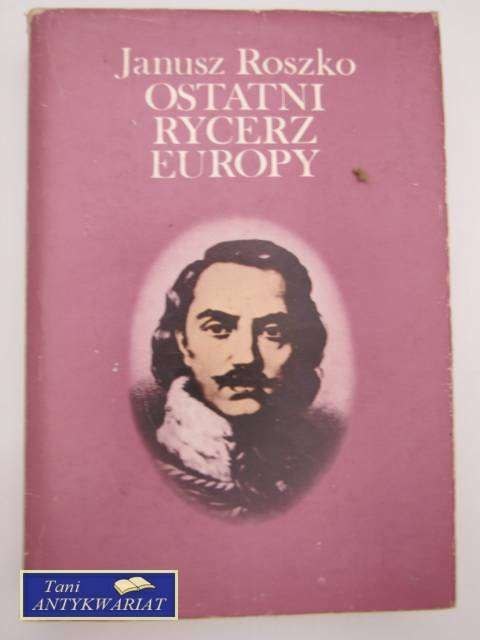 Janusz Roszko
OSTATNI
RYCERZ
EUROPY
Tani
ANTYKWARIAT